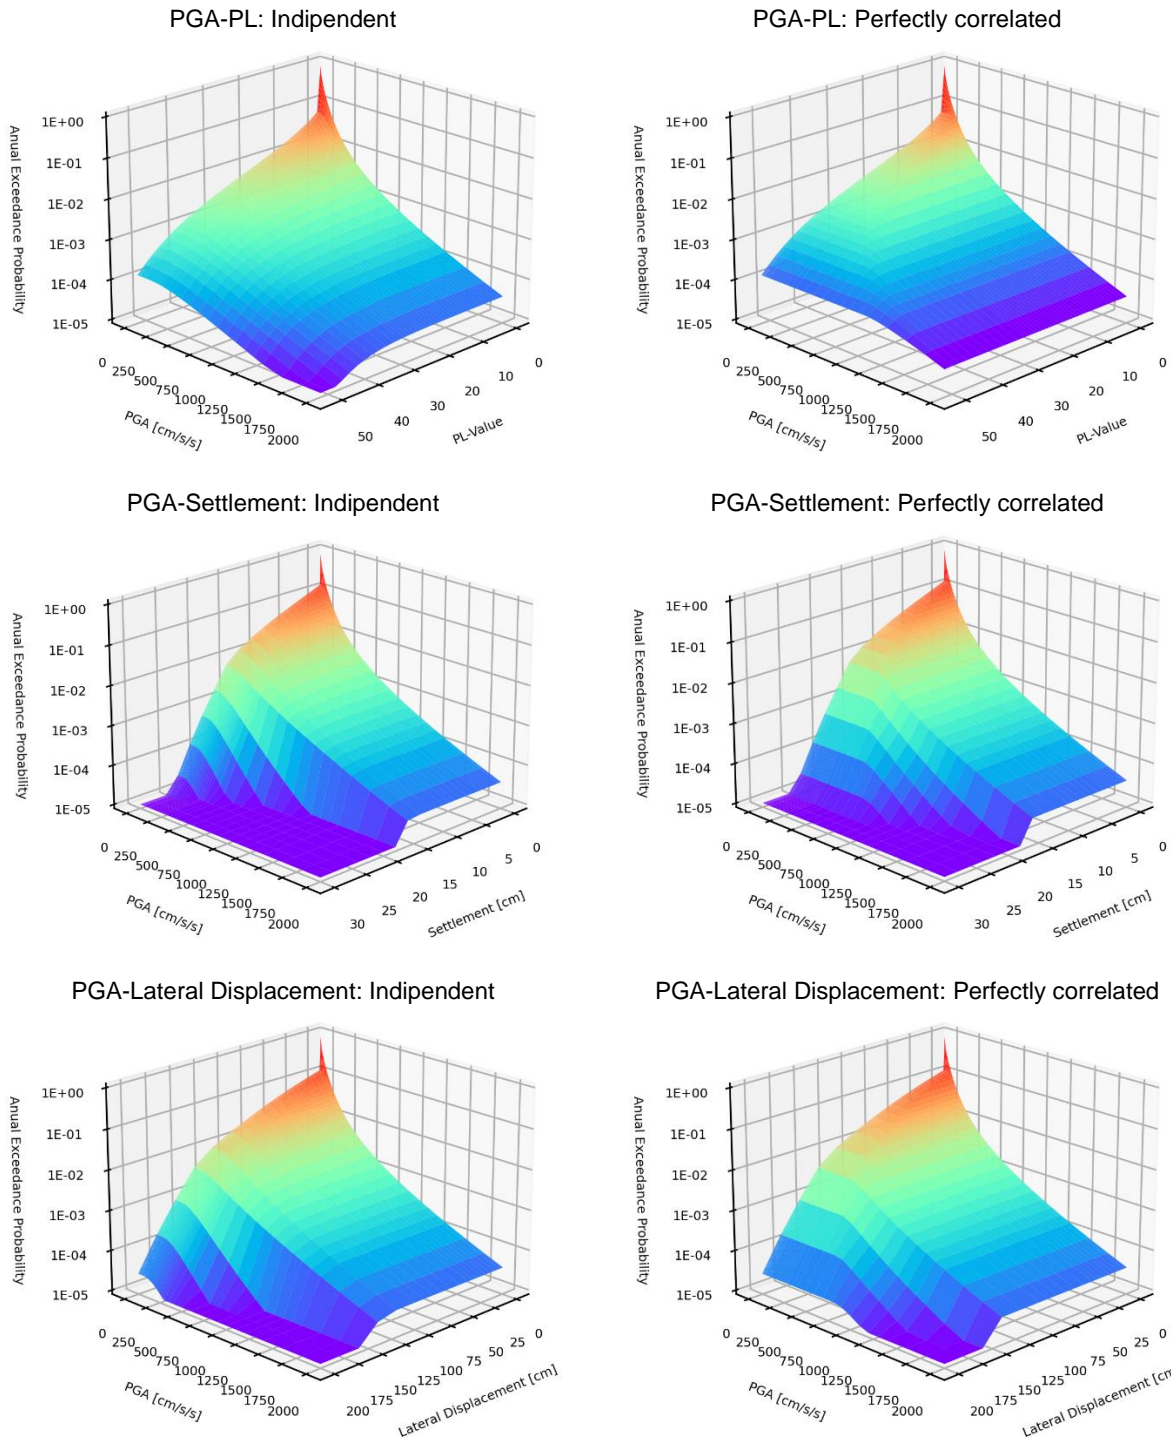 PGA-PL: Indipendent
PGA-PL: Perfectly correlated
Anual Exceedance Probability
1E+00
1E-01
1E-02
1E-03
1E-04
1E-05
0
250
500
750
1000
1250
1500
1750
2000
PGA [cm/s/s]
50
40
30
20
10
0
PL-Value
Anual Exceedance Probability
1E+00
1E-01
1E-02
1E-03
1E-04
1E-05
0
250
500
750
1000
1250
1500
1750
2000
PGA [cm/s/s]
50
40
30
20
10
0
PL-Value
PGA-Settlement: Indipendent
PGA-Settlement: Perfectly correlated
Anual Exceedance Probability
1E+00
1E-01
1E-02
1E-03
1E-04
1E-05
0
250
500
750
1000
1250
1500
1750
2000
PGA [cm/s/s]
30
25
20
15
10
5
0
Settlement [cm]
Anual Exceedance Probability
1E+00
1E-01
1E-02
1E-03
1E-04
1E-05
0
250
500
750
1000
1250
1500
1750
2000
PGA [cm/s/s]
30
25
20
15
10
5
0
Settlement [cm]
PGA-Lateral Displacement: Indipendent
PGA-Lateral Displacement: Perfectly correlated
Anual Exceedance Probability
1E+00
1E-01
1E-02
1E-03
1E-04
1E-05
0
250
500
750
1000
1250
1500
1750
2000
PGA [cm/s/s]
200
175
150
125
100
75
50
25
0
Lateral Displacement [cm]
Anual Exceedance Probability
1E+00
1E-01
1E-02
1E-03
1E-04
1E-05
0
250
500
750
1000
1250
1500
1750
2000
PGA [cm/s/s]
200
175
150
125
100
75
50
25
0
Lateral Displacement [cm]